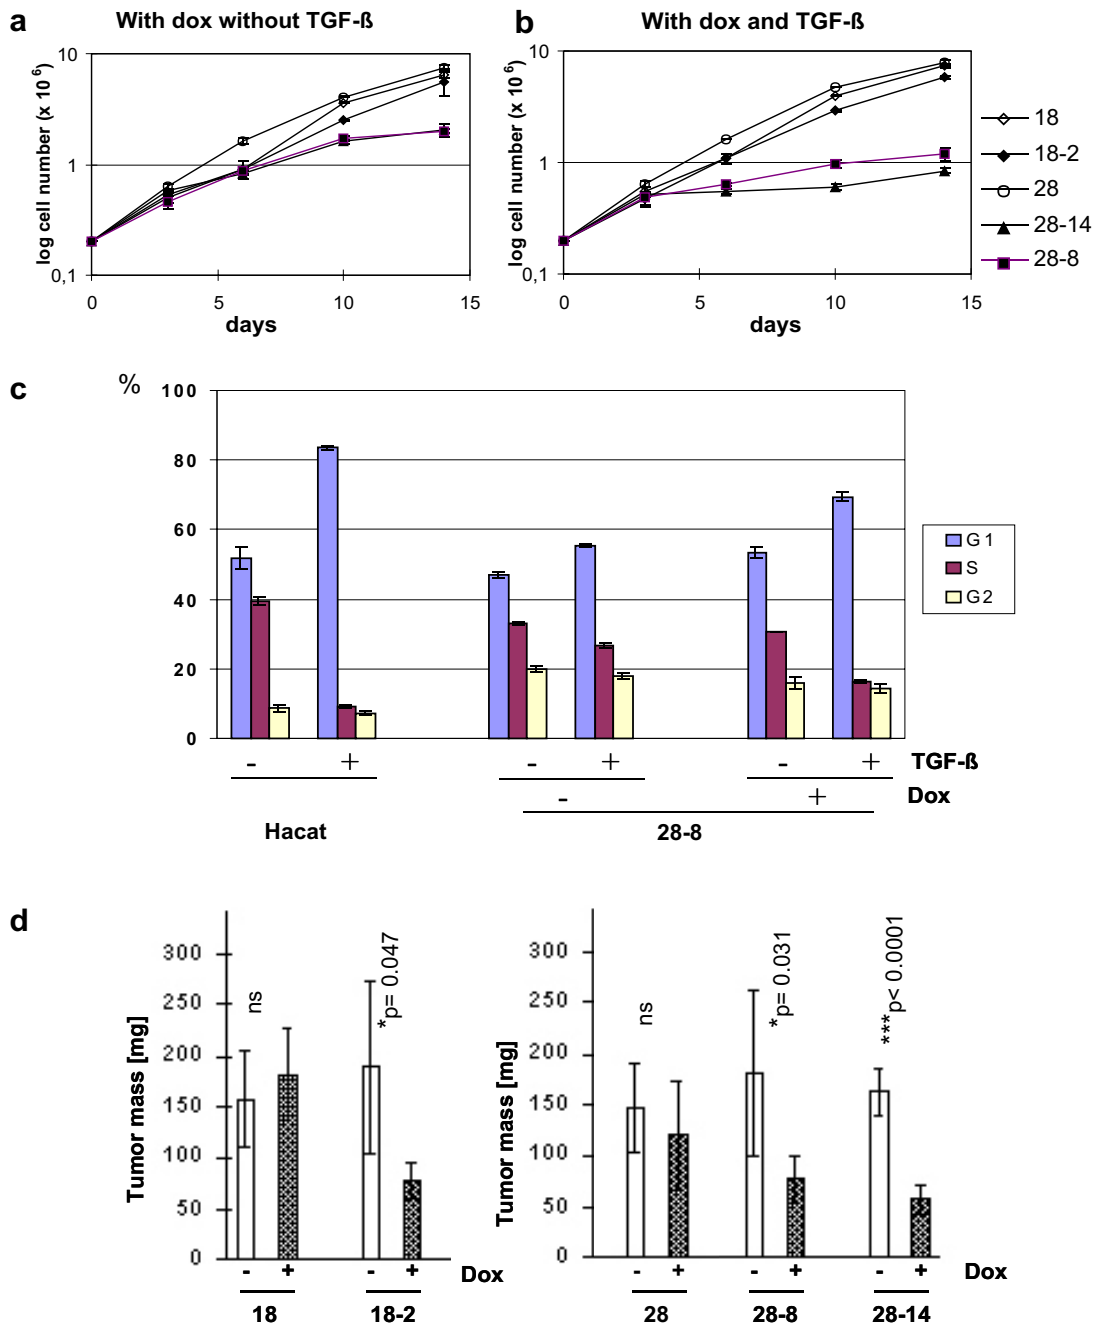 a With dox without TGF-ß
log cell number (x 10 6)
10
1
0,1
0 5 10 15
days
b With dox and TGF-ß
log cell number (x 10 6)
10
1
0,1
0 5 10 15
days
18
18-2
28
28-14
28-8
c
%
100
80
60
40
20
0
G1
S
G2
- + - + - + TGF-ß
- + Dox
Hacat 28-8
d
Tumor mass [mg]
300
250
200
150
100
50
0
ns
*p= 0.047
- + - + Dox
18 18-2
Tumor mass [mg]
300
250
200
150
100
50
0
ns
*p= 0.031
***p< 0.0001
- + - + - + Dox
28 28-8 28-14